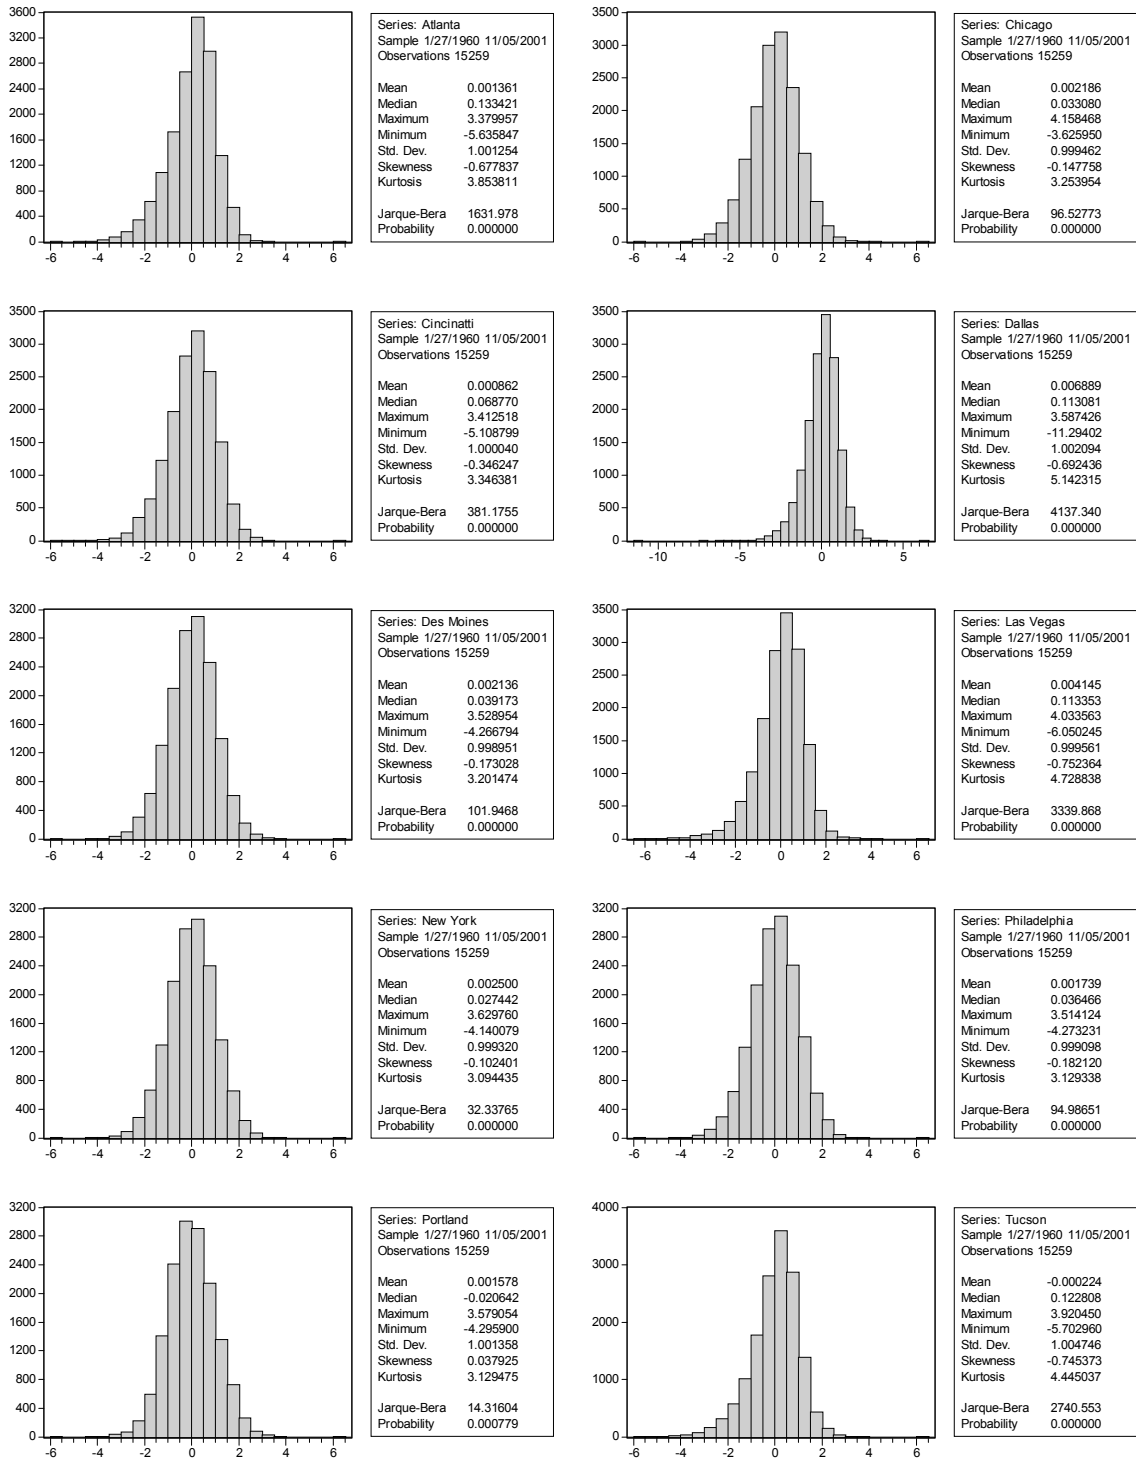 3600
3200
2800
2400
2000
1600
1200
800
400
0
-6 -4 -2 0 2 4 6
Series: Atlanta
Sample 1/27/1960 11/05/2001
Observations 15259
Mean 0.001361
Median 0.133421
Maximum 3.379957
Minimum -5.635847
Std. Dev. 1.001254
Skewness -0.677837
Kurtosis 3.853811
Jarque-Bera 1631.978
Probability 0.000000
3500
3000
2500
2000
1500
1000
500
0
-6 -4 -2 0 2 4 6
Series: Chicago
Sample 1/27/1960 11/05/2001
Observations 15259
Mean 0.002186
Median 0.033080
Maximum 4.158468
Minimum -3.625950
Std. Dev. 0.999462
Skewness -0.147758
Kurtosis 3.253954
Jarque-Bera 96.52773
Probability 0.000000
3500
3000
2500
2000
1500
1000
500
0
-6 -4 -2 0 2 4 6
Series: Cincinatti
Sample 1/27/1960 11/05/2001
Observations 15259
Mean 0.000862
Median 0.068770
Maximum 3.412518
Minimum -5.108799
Std. Dev. 1.000040
Skewness -0.346247
Kurtosis 3.346381
Jarque-Bera 381.1755
Probability 0.000000
3500
3000
2500
2000
1500
1000
500
0
-10 -5 0 5
Series: Dallas
Sample 1/27/1960 11/05/2001
Observations 15259
Mean 0.006889
Median 0.113081
Maximum 3.587426
Minimum -11.29402
Std. Dev. 1.002094
Skewness -0.692436
Kurtosis 5.142315
Jarque-Bera 4137.340
Probability 0.000000
3200
2800
2400
2000
1600
1200
800
400
0
-6 -4 -2 0 2 4 6
Series: Des Moines
Sample 1/27/1960 11/05/2001
Observations 15259
Mean 0.002136
Median 0.039173
Maximum 3.528954
Minimum -4.266794
Std. Dev. 0.998951
Skewness -0.173028
Kurtosis 3.201474
Jarque-Bera 101.9468
Probability 0.000000
3500
3000
2500
2000
1500
1000
500
0
-6 -4 -2 0 2 4 6
Series: Las Vegas
Sample 1/27/1960 11/05/2001
Observations 15259
Mean 0.004145
Median 0.113353
Maximum 4.033563
Minimum -6.050245
Std. Dev. 0.999561
Skewness -0.752364
Kurtosis 4.728838
Jarque-Bera 3339.868
Probability 0.000000
3200
2800
2400
2000
1600
1200
800
400
0
-6 -4 -2 0 2 4 6
Series: New York
Sample 1/27/1960 11/05/2001
Observations 15259
Mean 0.002500
Median 0.027442
Maximum 3.629760
Minimum -4.140079
Std. Dev. 0.999320
Skewness -0.102401
Kurtosis 3.094435
Jarque-Bera 32.33765
Probability 0.000000
3200
2800
2400
2000
1600
1200
800
400
0
-6 -4 -2 0 2 4 6
Series: Philadelphia
Sample 1/27/1960 11/05/2001
Observations 15259
Mean 0.001739
Median 0.036466
Maximum 3.514124
Minimum -4.273231
Std. Dev. 0.999098
Skewness -0.182120
Kurtosis 3.129338
Jarque-Bera 94.98651
Probability 0.000000
3200
2800
2400
2000
1600
1200
800
400
0
-6 -4 -2 0 2 4 6
Series: Portland
Sample 1/27/1960 11/05/2001
Observations 15259
Mean 0.001578
Median -0.020642
Maximum 3.579054
Minimum -4.295900
Std. Dev. 1.001358
Skewness 0.037925
Kurtosis 3.129475
Jarque-Bera 14.31604
Probability 0.000779
4000
3000
2000
1000
0
-6 -4 -2 0 2 4 6
Series: Tucson
Sample 1/27/1960 11/05/2001
Observations 15259
Mean -0.000224
Median 0.122808
Maximum 3.920450
Minimum -5.702960
Std. Dev. 1.004746
Skewness -0.745373
Kurtosis 4.445037
Jarque-Bera 2740.553
Probability 0.000000